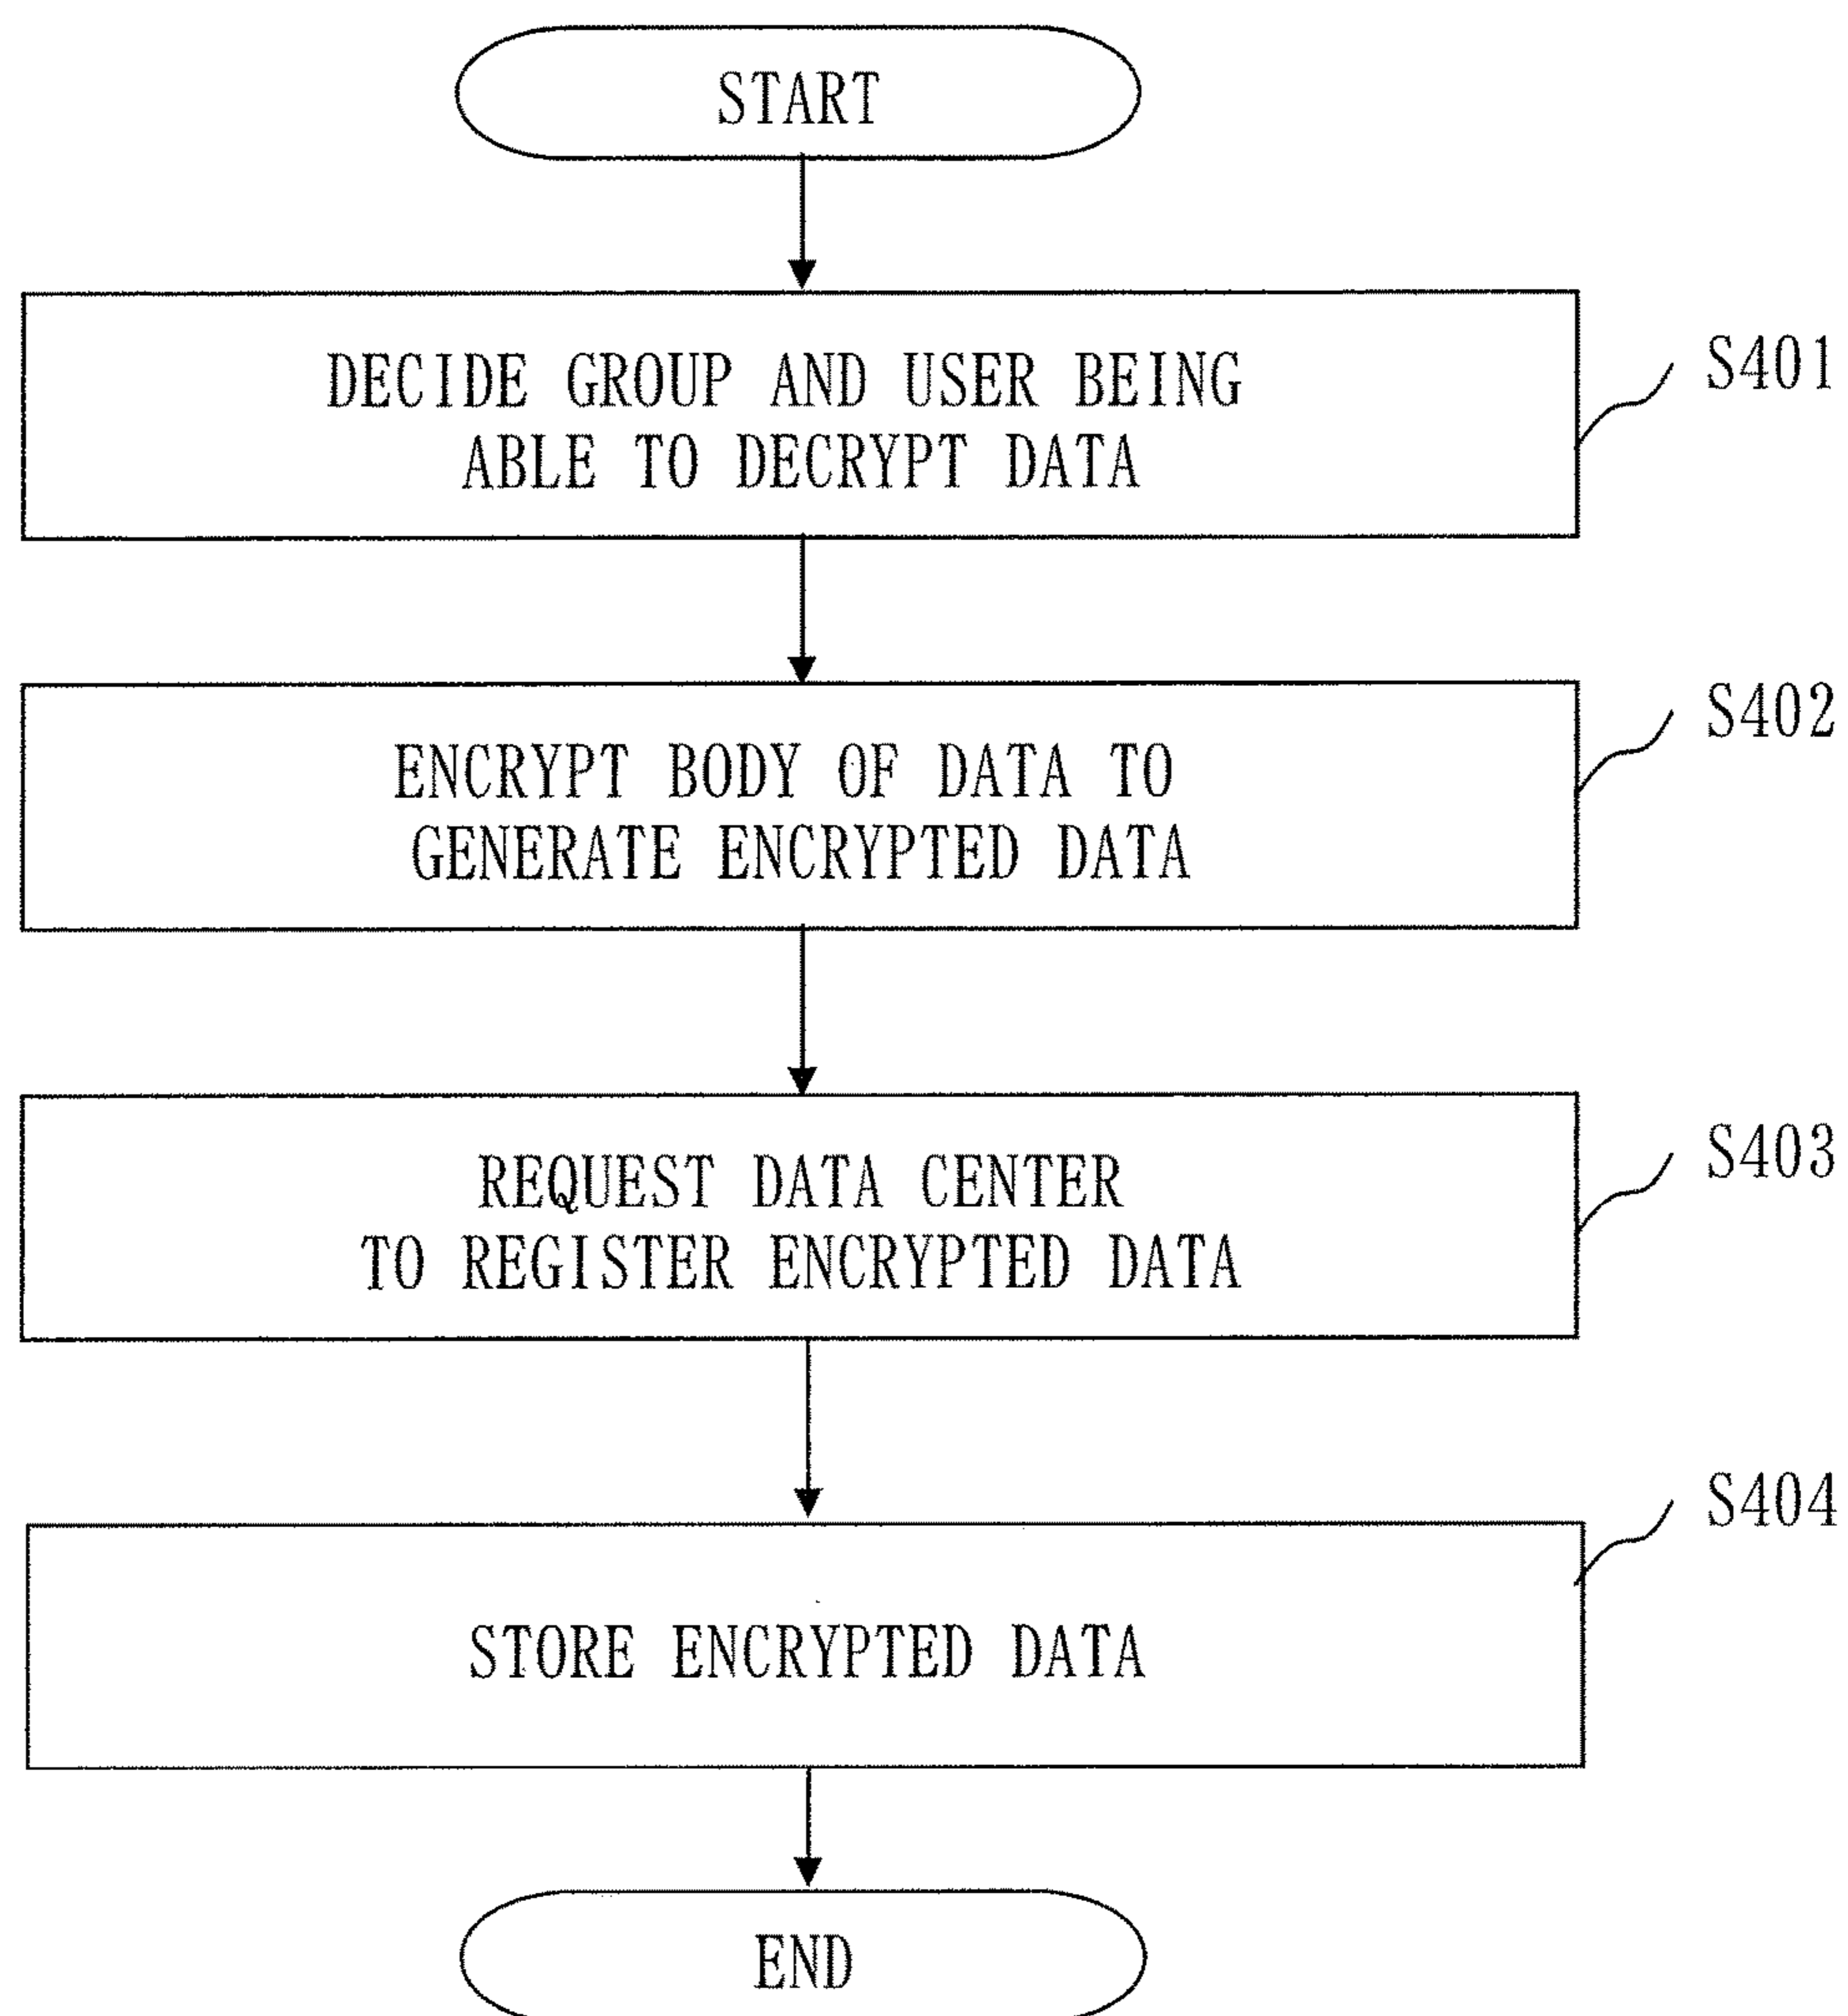 START
DECIDE GROUP AND USER BEING
ABLE TO DECRYPT DATA
S401
ENCRYPT BODY OF DATA TO
GENERATE ENCRYPTED DATA
S402
REQUEST DATA CENTER
TO REGISTER ENCRYPTED DATA
S403
STORE ENCRYPTED DATA
S404
END